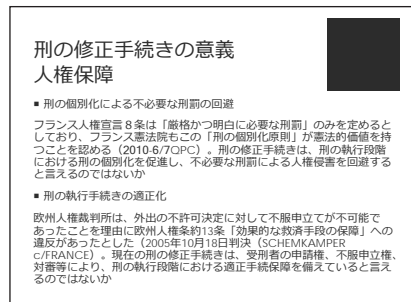 刑の修正手続きの意義
人権保障
▪ 刑の個別化による不必要な刑罰の回避
フランス人権宣言8条は「厳格かつ明白に必要な刑罰」のみを定めると
しており、フランス憲法院もこの「刑の個別化原則」が憲法的価値を持
つことを認める（2010-6/7QPC）。刑の修正手続きは、刑の執行段階
における刑の個別化を促進し、不必要な刑罰による人権侵害を回避する
と言えるのではないか
▪ 刑の執行手続きの適正化
欧州人権裁判所は、外出の不許可決定に対して不服申立てが不可能で
あったことを理由に欧州人権条約13条「効果的な救済手段の保障」への
違反があったとした（2005年10月18日判決（SCHEMKAMPER
c/FRANCE）。現在の刑の修正手続きは、受刑者の申請権、不服申立権、
対審等により、刑の執行段階における適正手続保障を備えていると言え
るのではないか